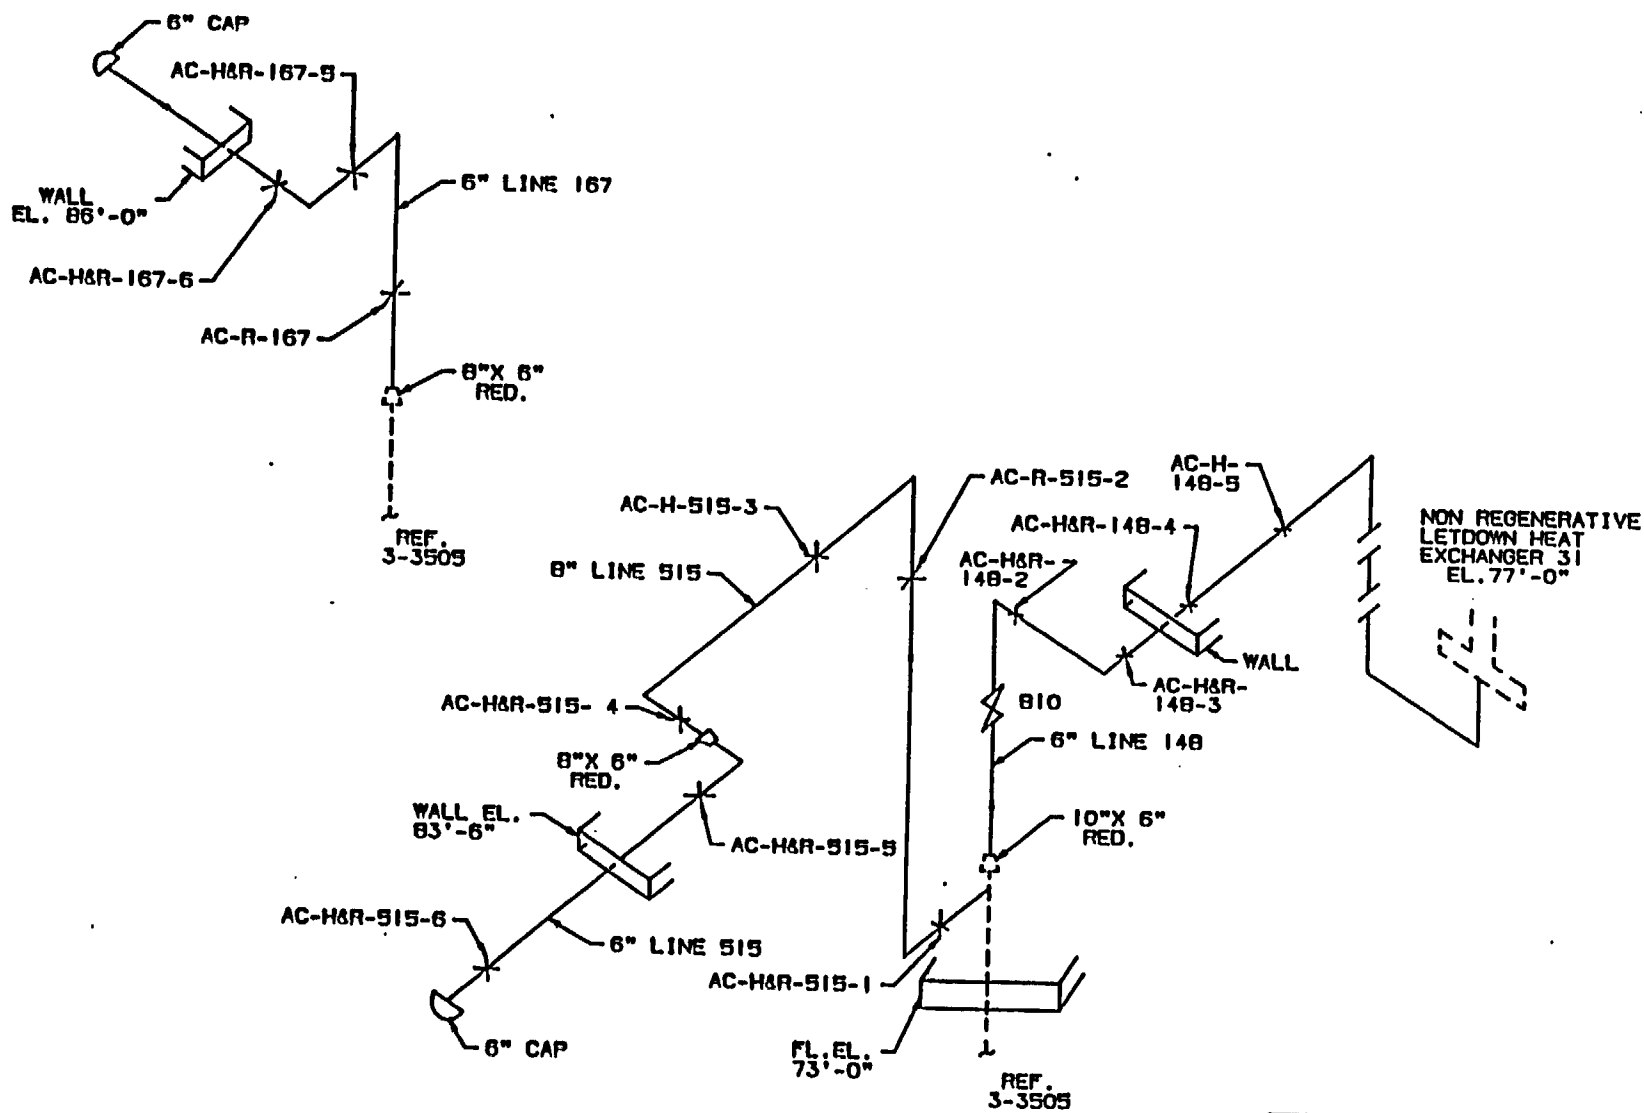 6" CAP
AC-H&R-167-5
6" LINE 167
WALL
EL. 86'-0"
AC-H&R-167-6
AC-R-167
8"X 6"
RED.
REF.
3-3505
AC-H-515-3
AC-R-515-2
AC-H-
148-5
AC-H&R-148-4
NON REGENERATIVE
LETDOWN HEAT
EXCHANGER 31
EL.77'-0"
8" LINE 515
AC-H&R-
148-2
WALL
AC-H&R-515- 4
AC-H&R-
148-3
810
6" LINE 148
8"X 6"
RED.
WALL EL.
83'-6"
10"X 6"
RED.
AC-H&R-515-5
AC-H&R-515-6
6" LINE 515
AC-H&R-515-1
6" CAP
FL.EL.
73'-0"
REF.
3-3505